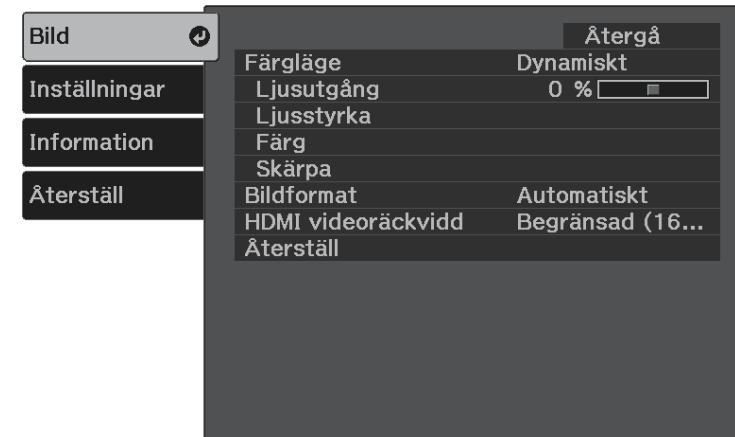 Bild
Inställningar
Information
Återställ
Återgå
Färgläge Dynamiskt
Ljusutgång 0 %
Ljusstyrka
Färg
Skärpa
Bildformat Automatiskt
HDMI videoräckvidd Begränsad (16...
Återställ